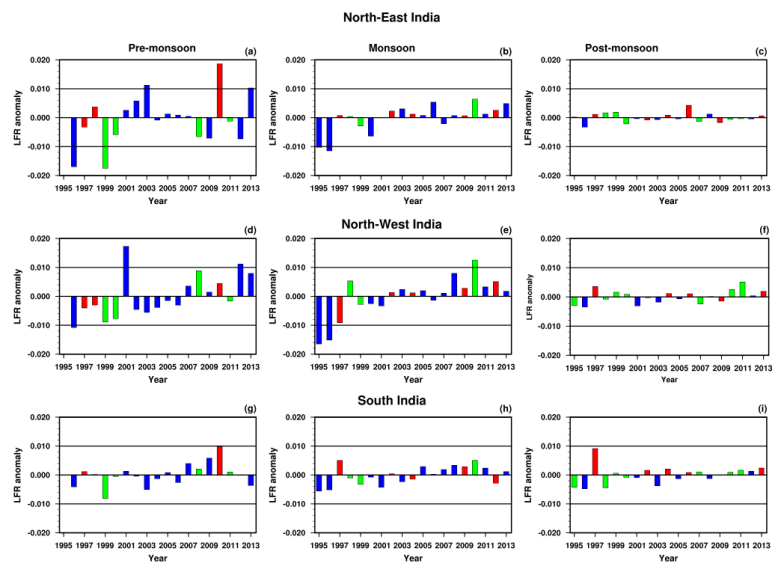 North-East India
Pre-monsoon (a)
Monsoon (b)
Post-monsoon (c)
LFR anomaly
0.020
0.010
0.000
-0.010
-0.020
1995 1997 1999 2001 2003 2005 2007 2009 2011 2013
Year
LFR anomaly
0.020
0.010
0.000
-0.010
-0.020
1995 1997 1999 2001 2003 2005 2007 2009 2011 2013
Year
LFR anomaly
0.020
0.010
0.000
-0.010
-0.020
1995 1997 1999 2001 2003 2005 2007 2009 2011 2013
Year
North-West India
(d)
(e)
(f)
LFR anomaly
0.020
0.010
0.000
-0.010
-0.020
1995 1997 1999 2001 2003 2005 2007 2009 2011 2013
Year
LFR anomaly
0.020
0.010
0.000
-0.010
-0.020
1995 1997 1999 2001 2003 2005 2007 2009 2011 2013
Year
LFR anomaly
0.020
0.010
0.000
-0.010
-0.020
1995 1997 1999 2001 2003 2005 2007 2009 2011 2013
Year
South India
(g)
(h)
(i)
LFR anomaly
0.020
0.010
0.000
-0.010
-0.020
1995 1997 1999 2001 2003 2005 2007 2009 2011 2013
Year
LFR anomaly
0.020
0.010
0.000
-0.010
-0.020
1995 1997 1999 2001 2003 2005 2007 2009 2011 2013
Year
LFR anomaly
0.020
0.010
0.000
-0.010
-0.020
1995 1997 1999 2001 2003 2005 2007 2009 2011 2013
Year